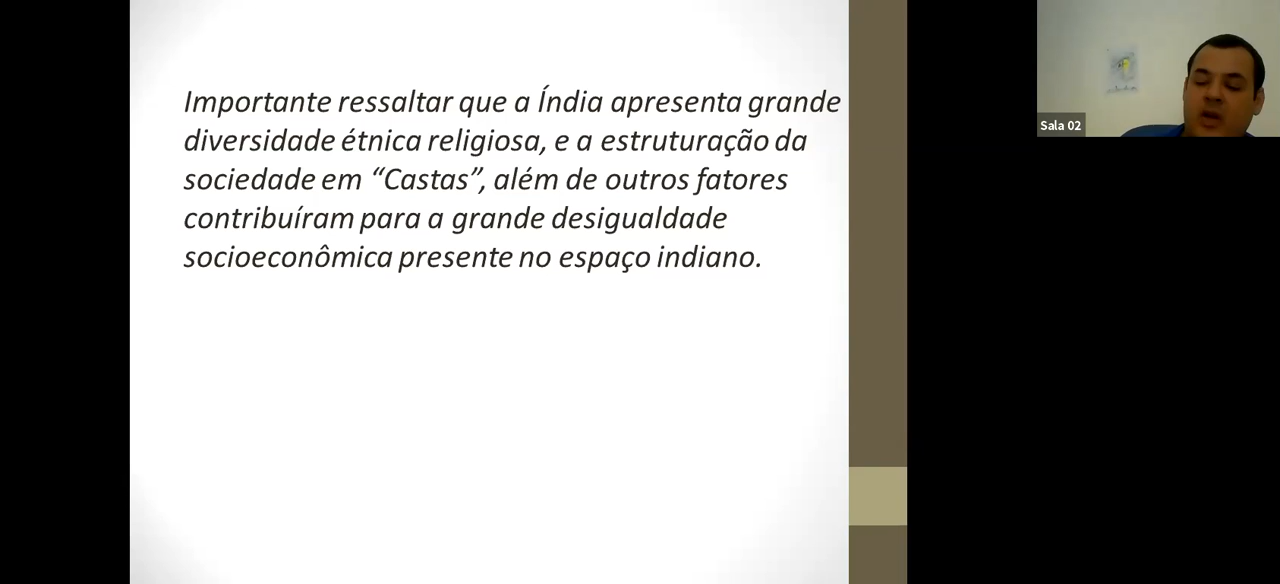 Importante ressaltar que a Índia apresenta grande
diversidade étnica religiosa, e a estruturação da
sociedade em “Castas”, além de outros fatores
contribuíram para a grande desigualdade
socioeconômica presente no espaço indiano.
Sala 02